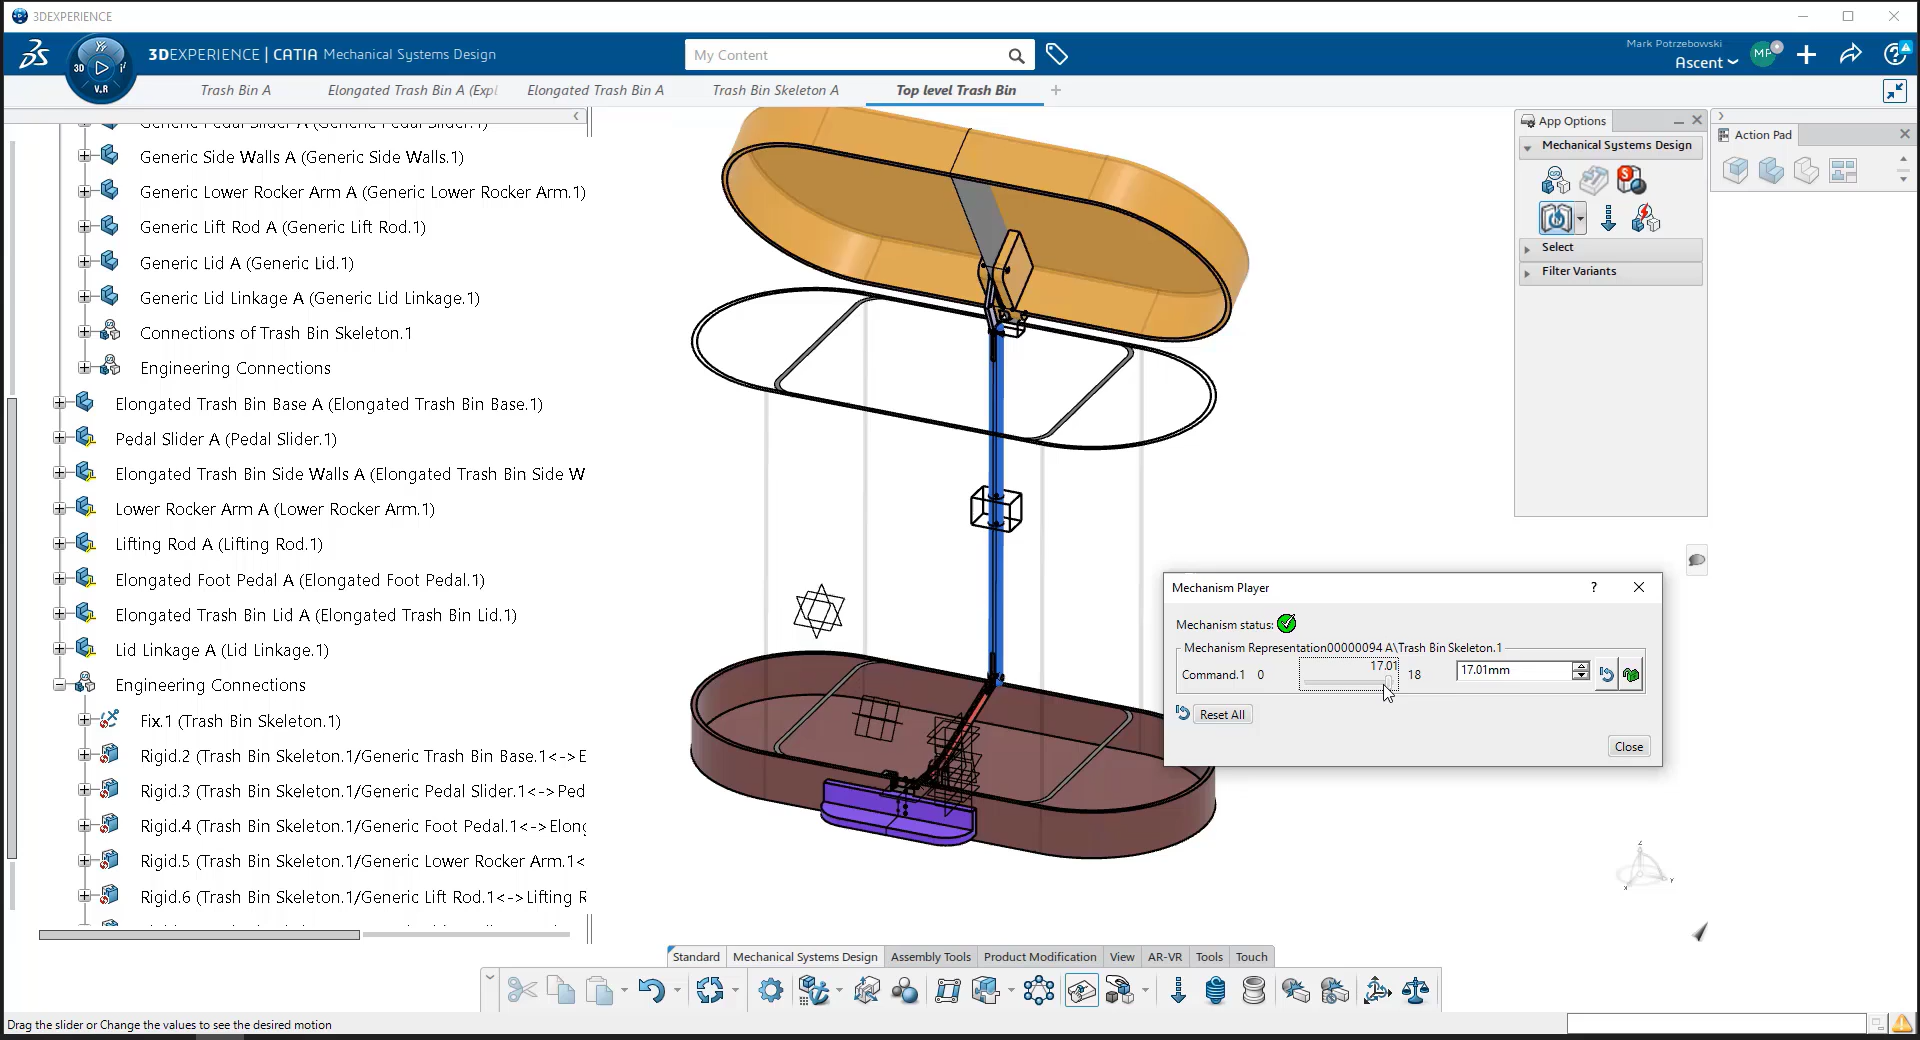 3DEXPERIENCE
3DEXPERIENCE | CATIA Mechanical Systems Design
My Content
Mark Potrzebowski
Ascent
MP
3D
V.R
Trash Bin A
Elongated Trash Bin A (Expl
Elongated Trash Bin A
Trash Bin Skeleton A
Top level Trash Bin
Generic Pedal Slider A (Generic Pedal Slider.1)
Generic Side Walls A (Generic Side Walls.1)
Generic Lower Rocker Arm A (Generic Lower Rocker Arm.1)
Generic Lift Rod A (Generic Lift Rod.1)
Generic Lid A (Generic Lid.1)
Generic Lid Linkage A (Generic Lid Linkage.1)
Connections of Trash Bin Skeleton.1
Engineering Connections
Elongated Trash Bin Base A (Elongated Trash Bin Base.1)
Pedal Slider A (Pedal Slider.1)
Elongated Trash Bin Side Walls A (Elongated Trash Bin Side W
Lower Rocker Arm A (Lower Rocker Arm.1)
Lifting Rod A (Lifting Rod.1)
Elongated Foot Pedal A (Elongated Foot Pedal.1)
Elongated Trash Bin Lid A (Elongated Trash Bin Lid.1)
Lid Linkage A (Lid Linkage.1)
Engineering Connections
Fix.1 (Trash Bin Skeleton.1)
Rigid.2 (Trash Bin Skeleton.1/Generic Trash Bin Base.1<->E
Rigid.3 (Trash Bin Skeleton.1/Generic Pedal Slider.1<->Ped
Rigid.4 (Trash Bin Skeleton.1/Generic Foot Pedal.1<->Elong
Rigid.5 (Trash Bin Skeleton.1/Generic Lower Rocker Arm.1<
Rigid.6 (Trash Bin Skeleton.1/Generic Lift Rod.1<->Lifting R
App Options
Mechanical Systems Design
Select
Filter Variants
Action Pad
Mechanism Player
?
Mechanism status:
Mechanism Representation00000094 A\Trash Bin Skeleton.1
Command.1 0 17.01 18 17.01mm
Reset All
Close
z
x
y
Standard
Mechanical Systems Design
Assembly Tools
Product Modification
View
AR-VR
Tools
Touch
Drag the slider or Change the values to see the desired motion